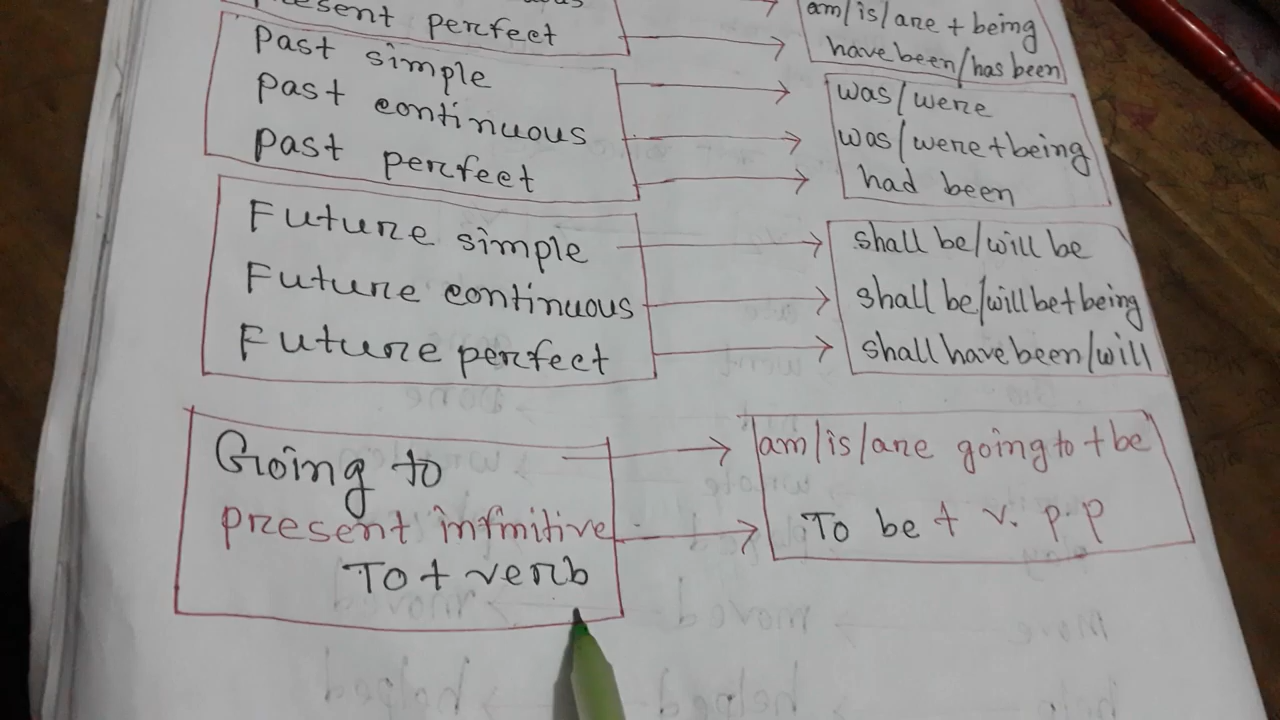 present perfect
am/is/are + being
have been/has been
Past simple
was/were
Past continuous
was/were + being
Past perfect
had been
Future simple
shall be/will be
Future continuous
shall be/will be + being
Future perfect
shall have been/will
Going to
am/is/are going to + be
present infinitive
To be + v. p.p
To + verb